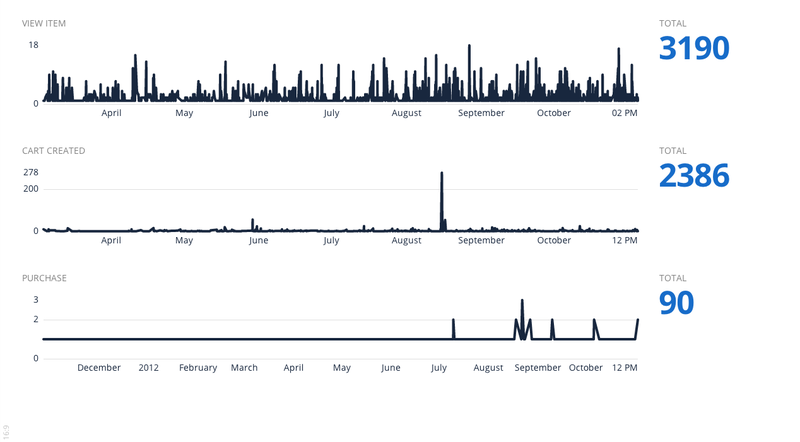 VIEW ITEM
TOTAL
18
3190
0
April May June July August September October 02 PM
CART CREATED
TOTAL
278
2386
200
0
April May June July August September October 12 PM
PURCHASE
TOTAL
3
90
2
0
December 2012 February March April May June July August September October 12 PM
16:9